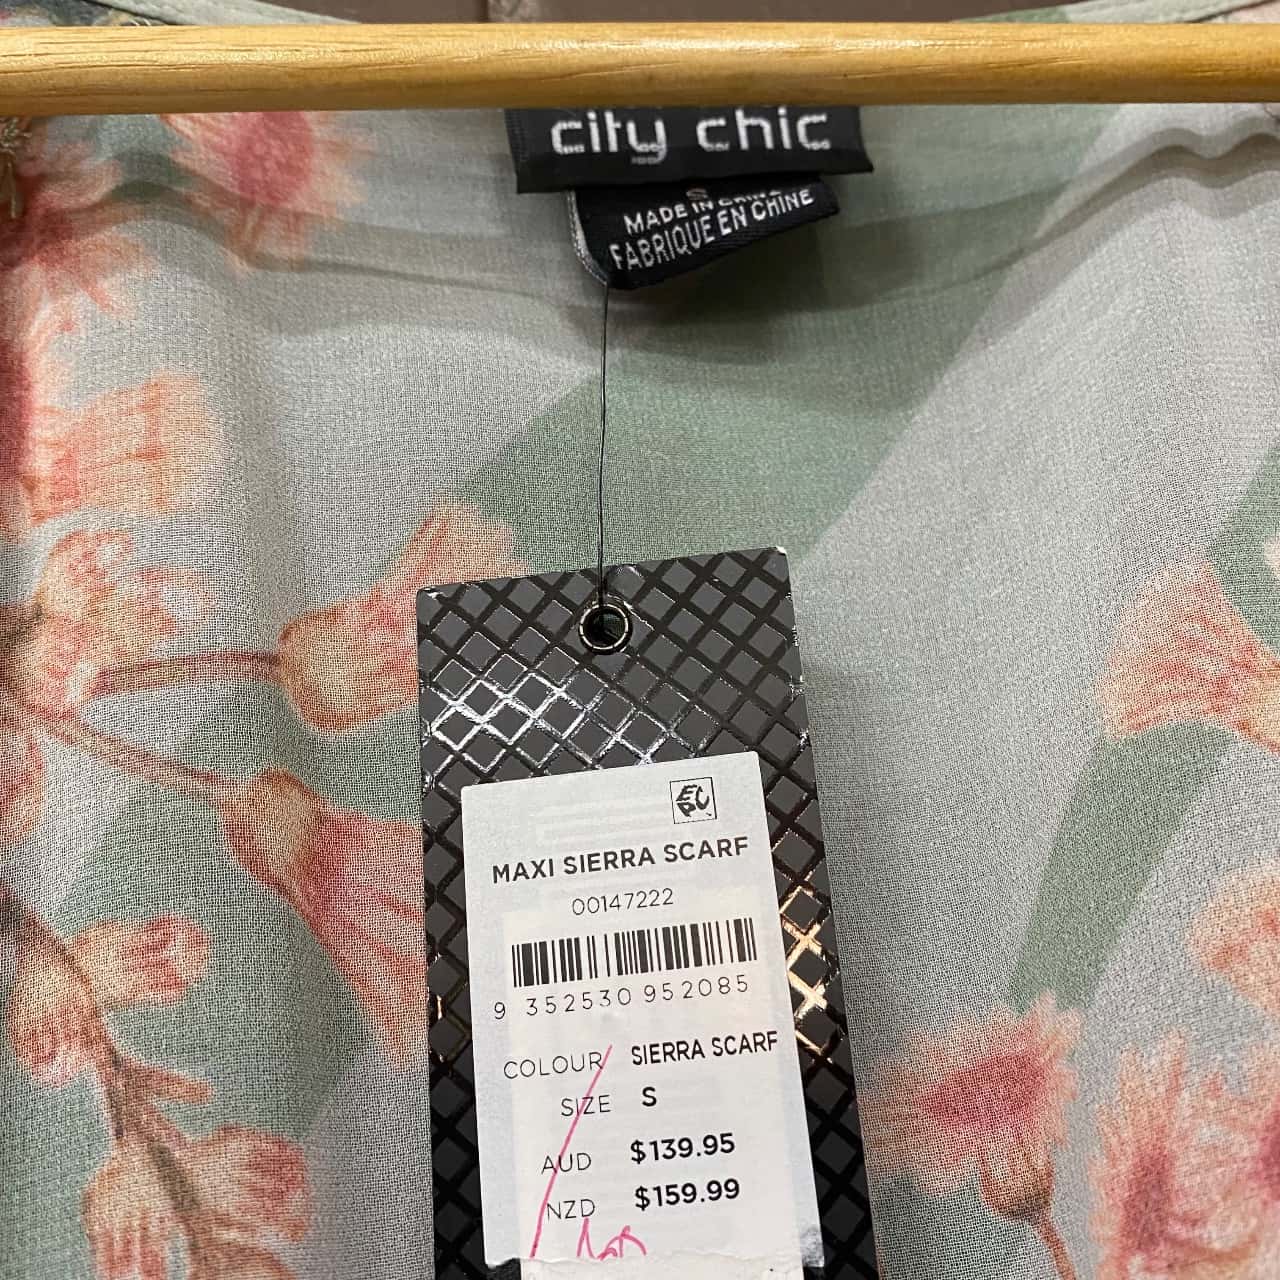 city chic
S
MADE IN CHINA
FABRIQUE EN CHINE
MAXI SIERRA SCARF
00147222
9 352530 952085
COLOUR SIERRA SCARF
SIZE S
AUD $139.95
NZD $159.99